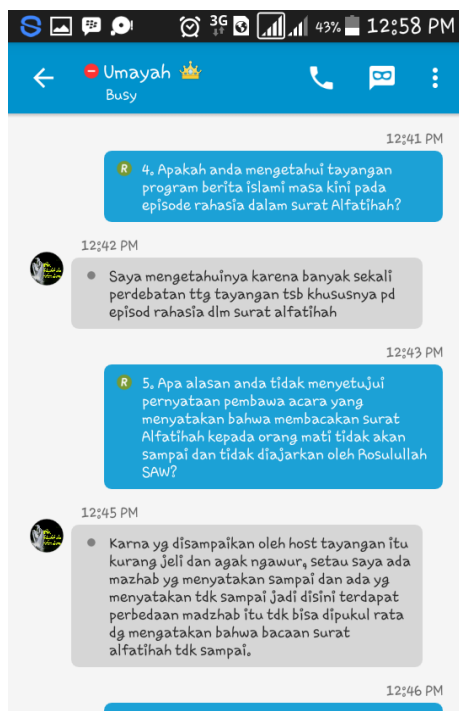 3G 43% 12:58 PM
Umayah
Busy
12:41 PM
R 4. Apakah anda mengetahui tayangan
program berita islami masa kini pada
episode rahasia dalam surat Alfatihah?
12:42 PM
Saya mengetahuinya karena banyak sekali
perdebatan ttg tayangan tsb khususnya pd
episod rahasia dlm surat alfatihah
12:43 PM
R 5. Apa alasan anda tidak menyetujui
pernyataan pembawa acara yang
menyatakan bahwa membacakan surat
Alfatihah kepada orang mati tidak akan
sampai dan tidak diajarkan oleh Rosulullah
SAW?
12:45 PM
Karna yg disampaikan oleh host tayangan itu
kurang jeli dan agak ngawur, setau saya ada
mazhab yg menyatakan sampai dan ada yg
menyatakan tdk sampai jadi disini terdapat
perbedaan madzhab itu tdk bisa dipukul rata
dg mengatakan bahwa bacaan surat
alfatihah tdk sampai.
12:46 PM